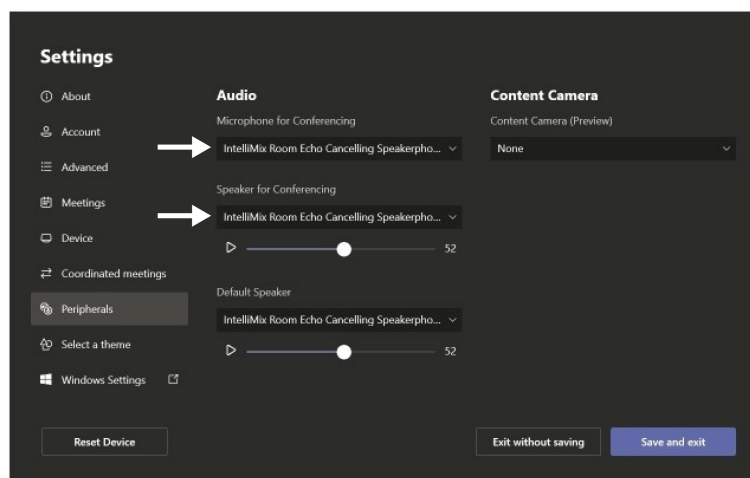 Settings
About
Account
Advanced
Meetings
Device
Coordinated meetings
Peripherals
Select a theme
Windows Settings
Reset Device
Audio
Microphone for Conferencing
IntelliMix Room Echo Cancelling Speakerpho...
Speaker for Conferencing
IntelliMix Room Echo Cancelling Speakerpho...
52
Default Speaker
IntelliMix Room Echo Cancelling Speakerpho...
52
Content Camera
Content Camera (Preview)
None
Exit without saving
Save and exit